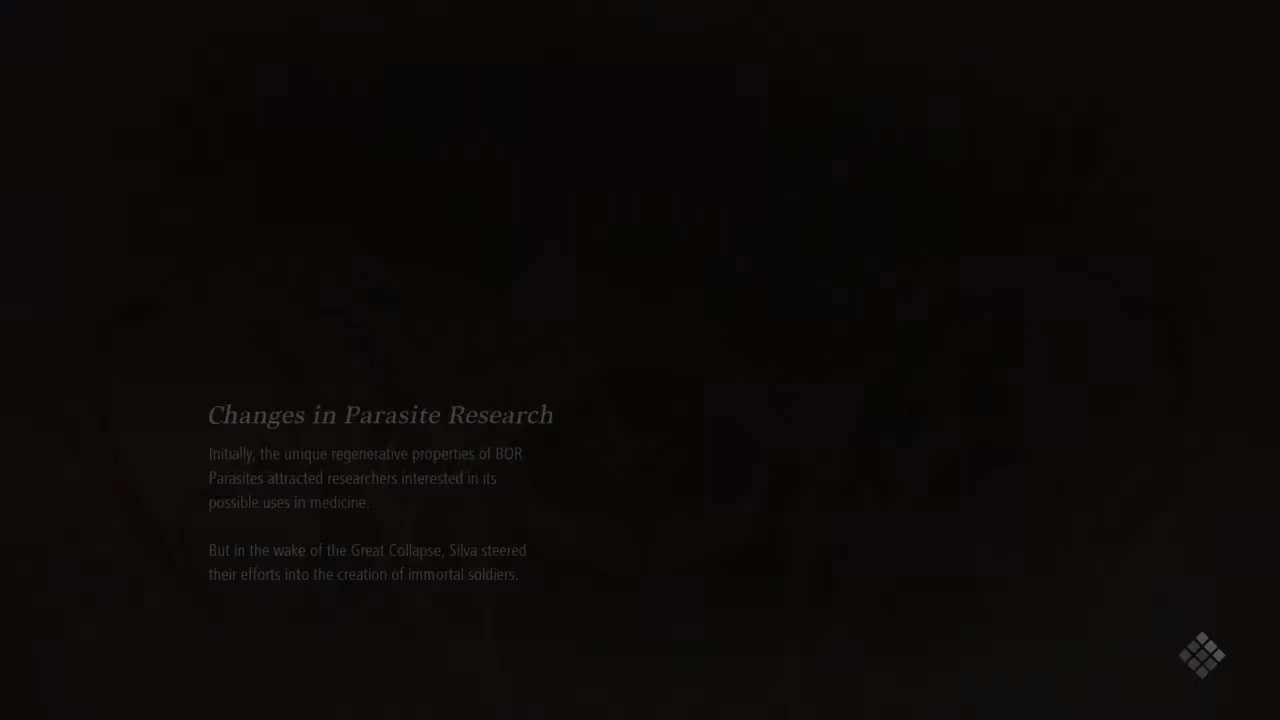 Changes in Parasite Research
Initially, the unique regenerative properties of BOR
Parasites attracted researchers interested in its
possible uses in medicine.
But in the wake of the Great Collapse, Silva steered
their efforts into the creation of immortal soldiers.